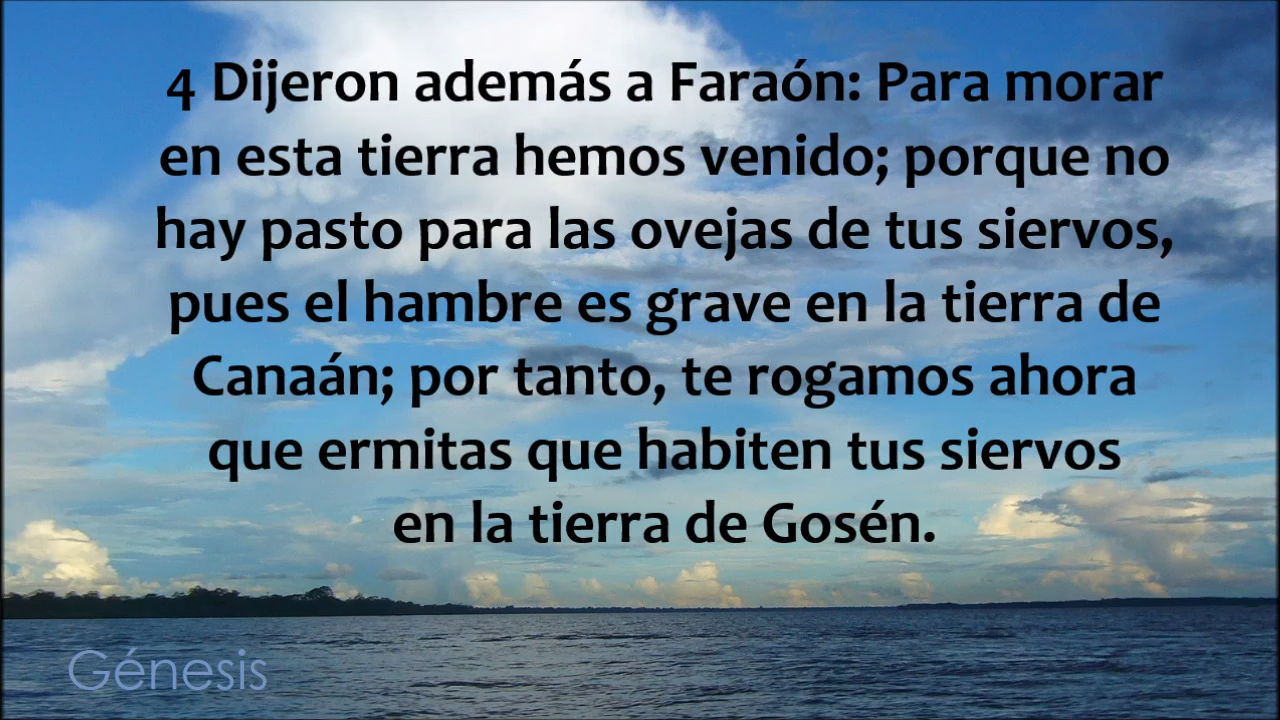 4 Dijeron además a Faraón: Para morar
en esta tierra hemos venido; porque no
hay pasto para las ovejas de tus siervos,
pues el hambre es grave en la tierra de
Canaán; por tanto, te rogamos ahora
que ermitas que habiten tus siervos
en la tierra de Gosén.
Génesis